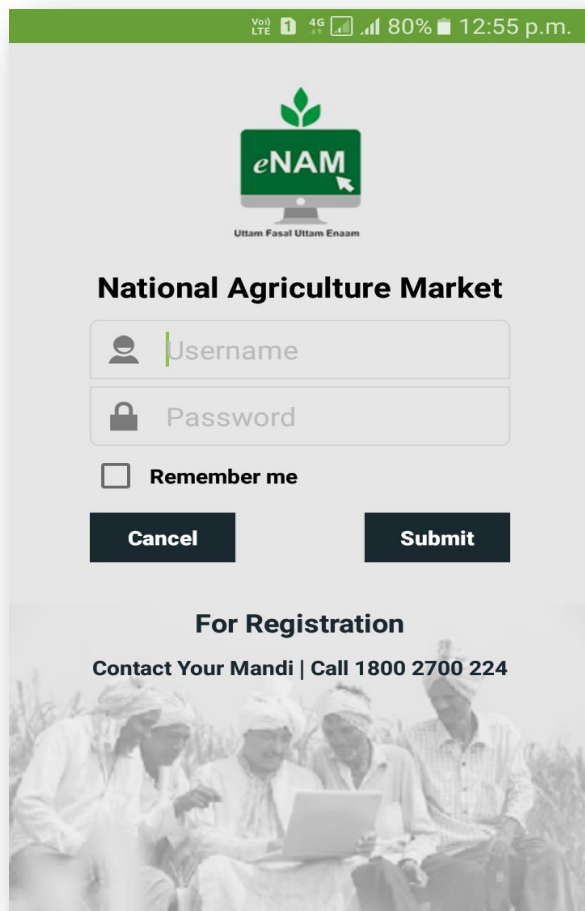 Vo) LTE 1 4G 80% 12:55 p.m.
eNAM
Uttam Fasal Uttam Enaam
National Agriculture Market
Username
Password
Remember me
Cancel Submit
For Registration
Contact Your Mandi | Call 1800 2700 224